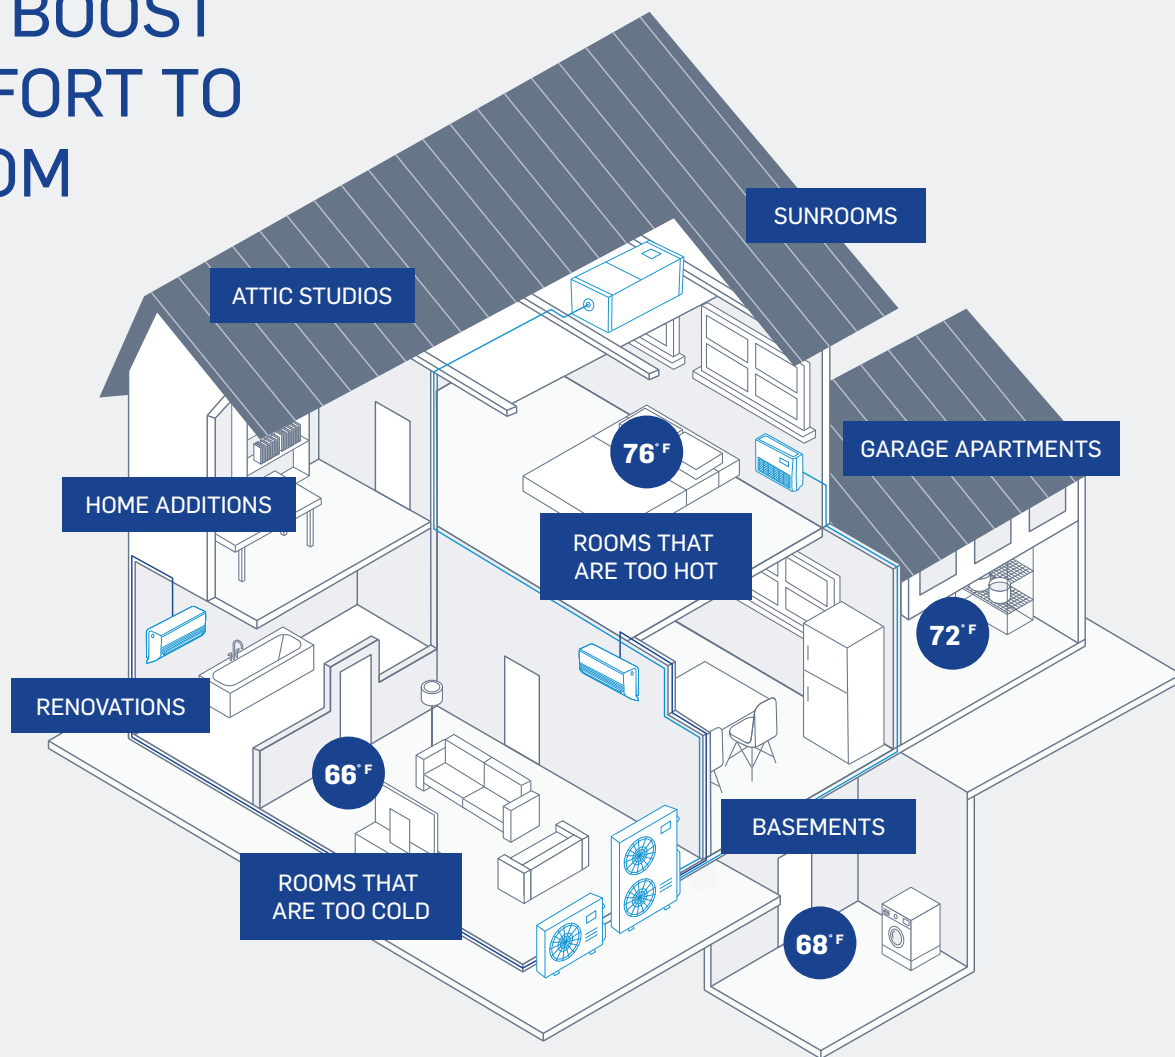 BOOST
FORT TO
OM
SUNROOMS
ATTIC STUDIOS
GARAGE APARTMENTS
76°F
HOME ADDITIONS
ROOMS THAT
ARE TOO HOT
72°F
RENOVATIONS
66°F
BASEMENTS
ROOMS THAT
ARE TOO COLD
68°F